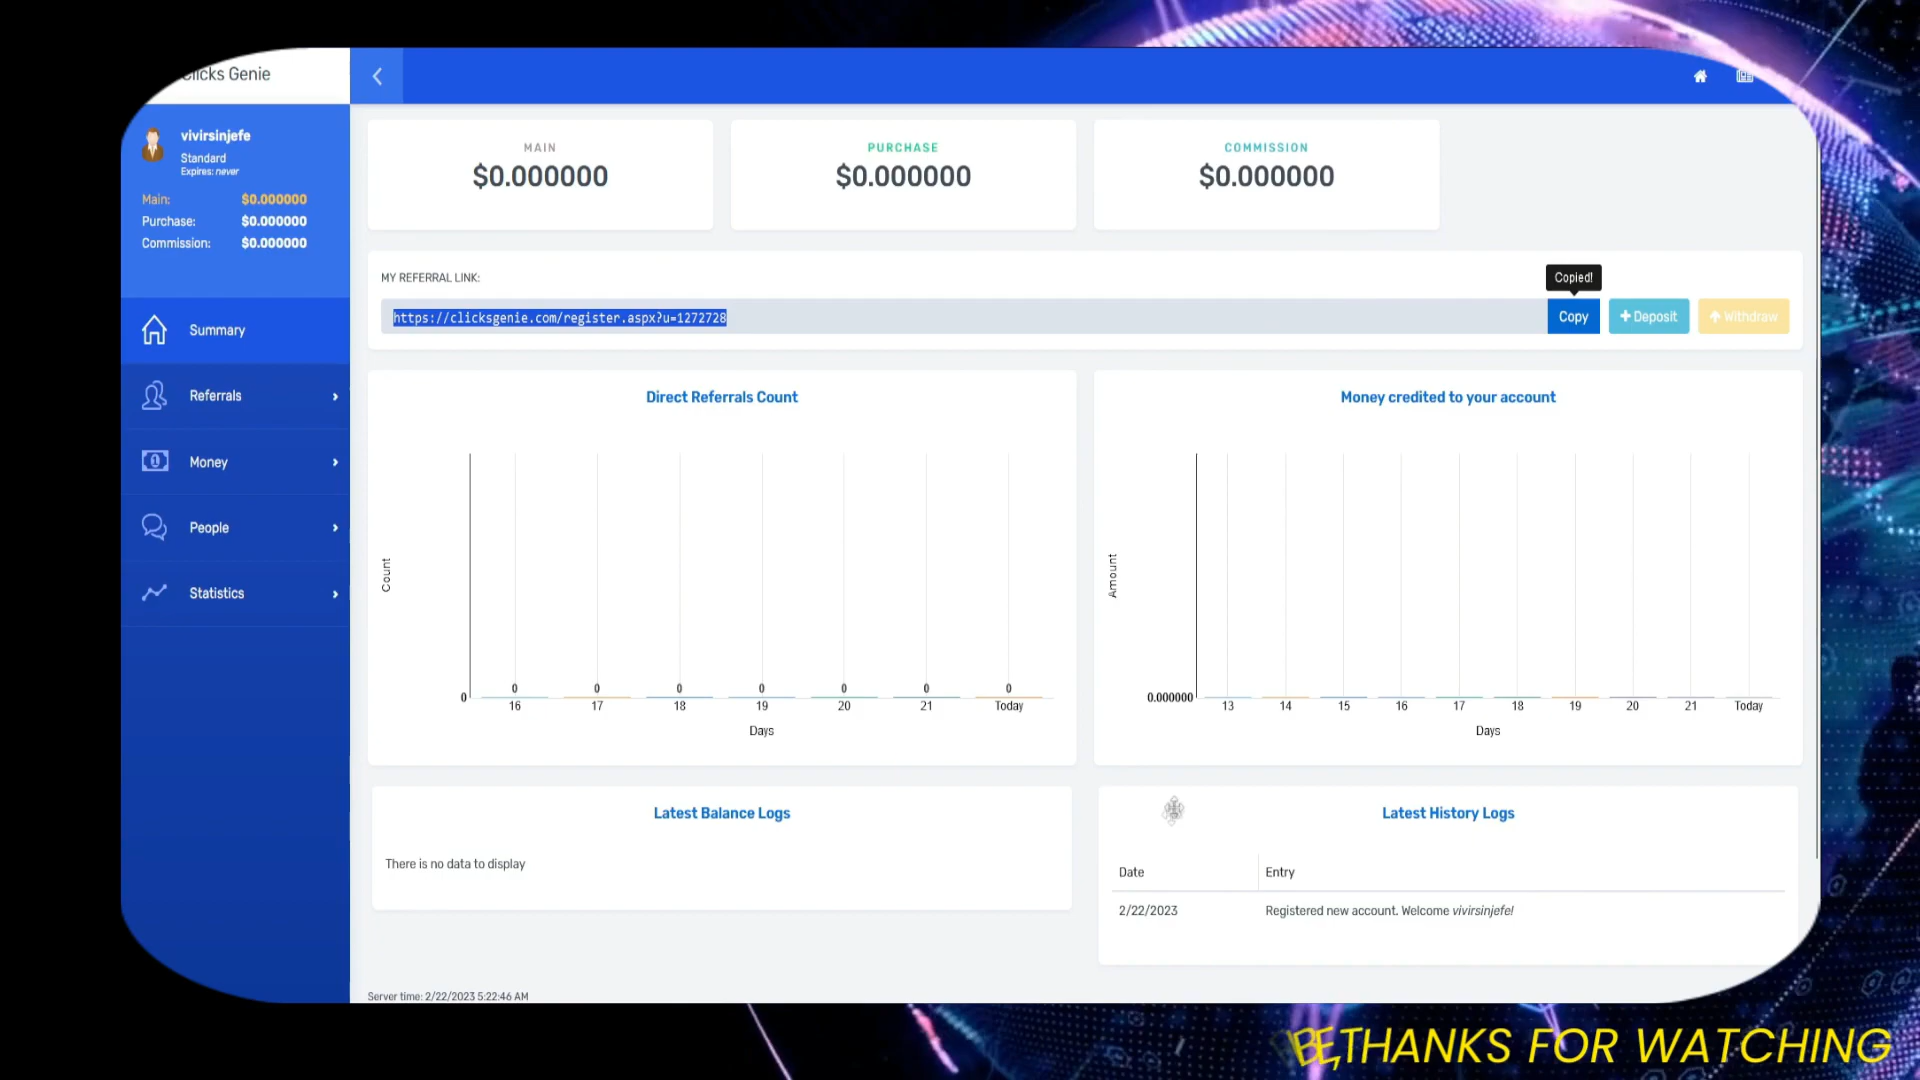 Clicks Genie
vivirsinjefe
Standard
Expires: never
Main: $0.000000
Purchase: $0.000000
Commission: $0.000000
Summary
Referrals
Money
People
Statistics
MAIN
$0.000000
PURCHASE
$0.000000
COMMISSION
$0.000000
MY REFERRAL LINK:
Copied!
https://clicksgenie.com/register.aspx?u=1272728
Copy
Deposit
Withdraw
Direct Referrals Count
Count
0
0 0 0 0 0 0 0
16 17 18 19 20 21 Today
Days
Money credited to your account
Amount
0.000000
13 14 15 16 17 18 19 20 21 Today
Days
Latest Balance Logs
There is no data to display
Latest History Logs
Date Entry
2/22/2023 Registered new account. Welcome vivirsinjefe!
Server time: 2/22/2023 5:22:46 AM
BE, THANKS FOR WATCHING